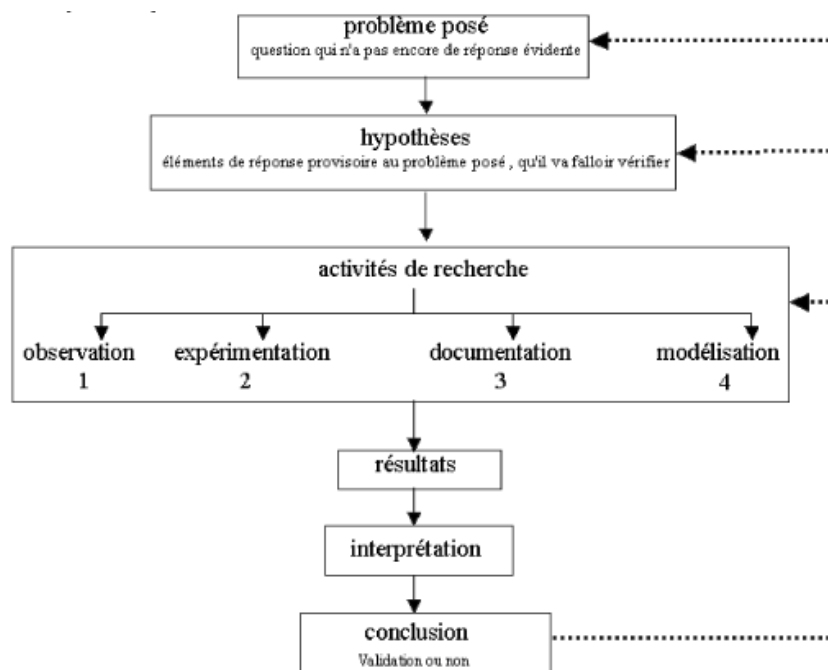 problème posé
question qui n'a pas encore de réponse évidente
hypothèses
éléments de réponse provisoire au problème posé , qu'il va falloir vérifier
activités de recherche
observation expérimentation documentation modélisation
1 2 3 4
résultats
interprétation
conclusion
Validation ou non